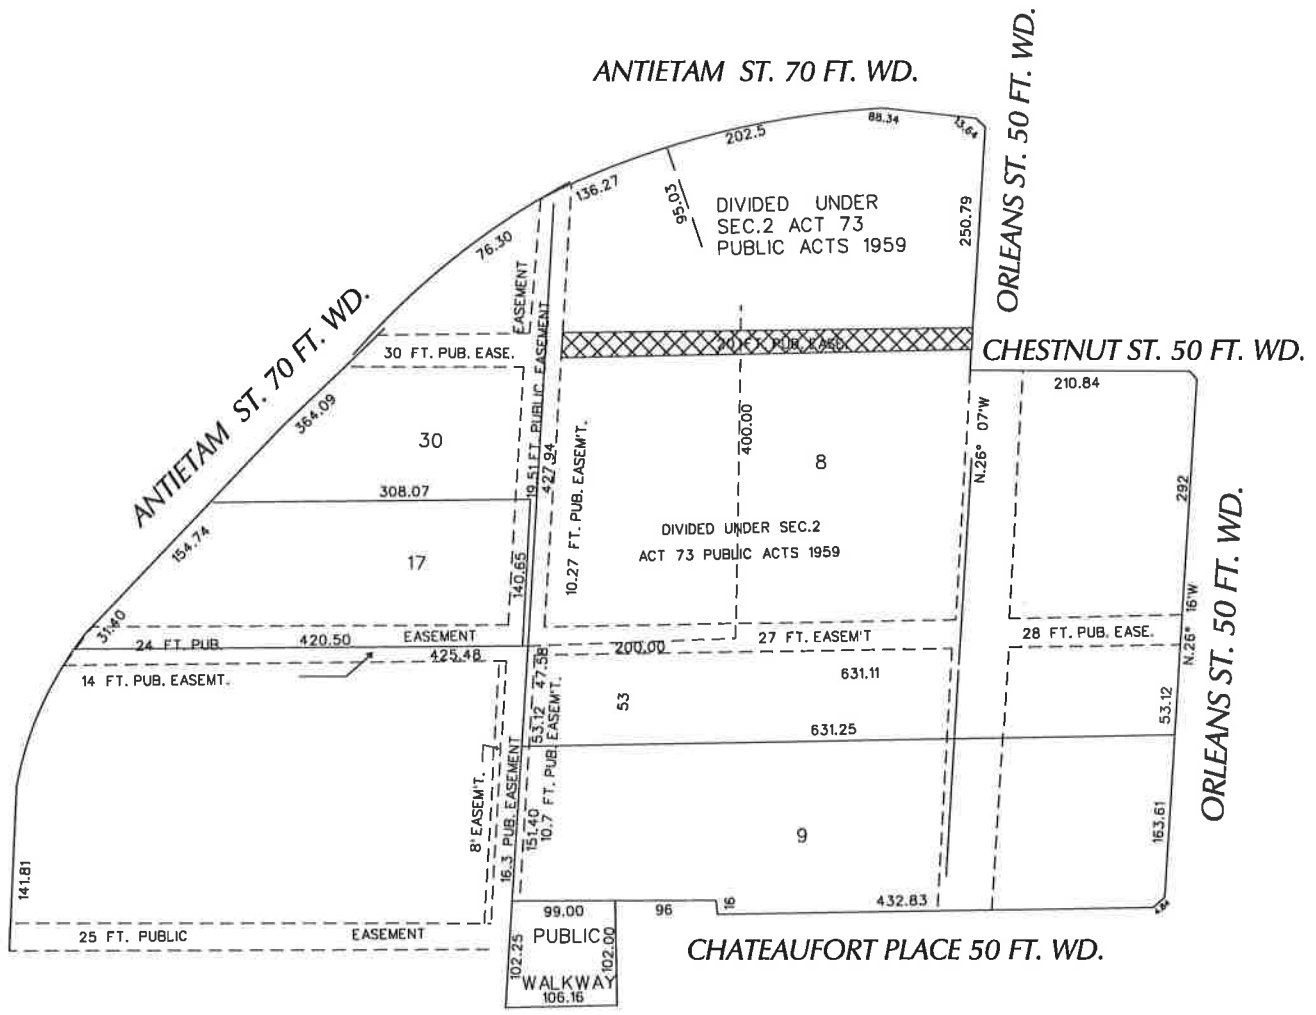 ANTIETAM ST. 70 FT. WD.
ORLEANS ST. 50 FT. WD.
88.34
13.64
202.5
136.27
95.03
DIVIDED UNDER
SEC.2 ACT 73
PUBLIC ACTS 1959
250.79
76.30
EASEMENT
ANTIETAM ST. 70 FT. WD.
30 FT. PUB. EASE.
20 FT. PUB. EASE.
CHESTNUT ST. 50 FT. WD.
210.84
364.09
19.51 FT. PUBLIC EASEMENT
427.94
400.00
N.26° 07'W
30
8
10.27 FT. PUB. EASEM'T.
308.07
292
154.74
DIVIDED UNDER SEC.2
ACT 73 PUBLIC ACTS 1959
17
140.65
N.26° 16'W
ORLEANS ST. 50 FT. WD.
31.40
24 FT. PUB.
420.50
EASEMENT
425.48
200.00
27 FT. EASEM'T
28 FT. PUB. EASE.
14 FT. PUB. EASEMT.
47.58
53.12
53
631.11
53.12
631.25
10.7 FT. PUB. EASEM'T.
8' EASEM'T.
16.3 PUB. EASEMENT
151.40
9
163.61
141.81
99.00
96
16
432.83
4.84
25 FT. PUBLIC
EASEMENT
PUBLIC
WALKWAY
102.25
102.00
106.16
CHATEAUFORT PLACE 50 FT. WD.